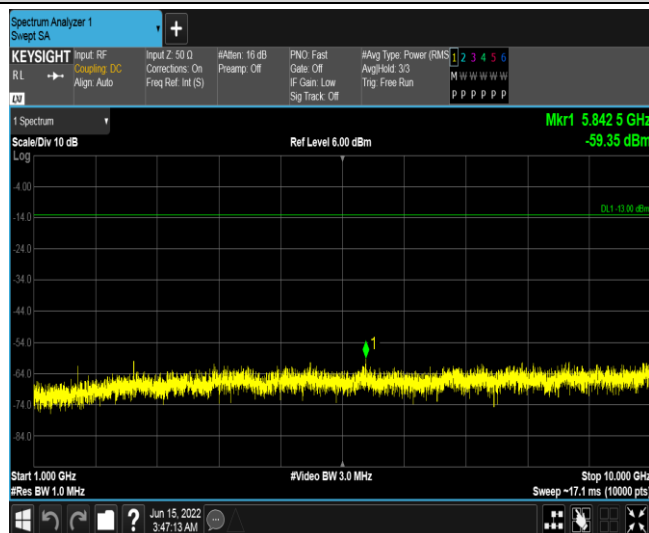 Spectrum Analyzer 1
Swept SA
KEYSIGHT Input: RF Input Z: 50 Ω #Atten: 16 dB PNO: Fast #Avg Type: Power (RMS 1 2 3 4 5 6
RL Coupling: DC Corrections: On Preamp: Off Gate: Off Avg|Hold: 3/3 M W W W W W
Align: Auto Freq Ref: Int (S) IF Gain: Low Trig: Free Run
Sig Track: Off P P P P P P
LXI
1 Spectrum Mkr1 5.842 5 GHz
Scale/Div 10 dB Ref Level 6.00 dBm -59.35 dBm
Log
-4.00
DL1 -13.00 dBm
-14.0
-24.0
-34.0
-44.0
-54.0
1
-64.0
-74.0
-84.0
Start 1.000 GHz #Video BW 3.0 MHz Stop 10.000 GHz
#Res BW 1.0 MHz Sweep ~17.1 ms (10000 pts)
? Jun 15, 2022
3:47:13 AM